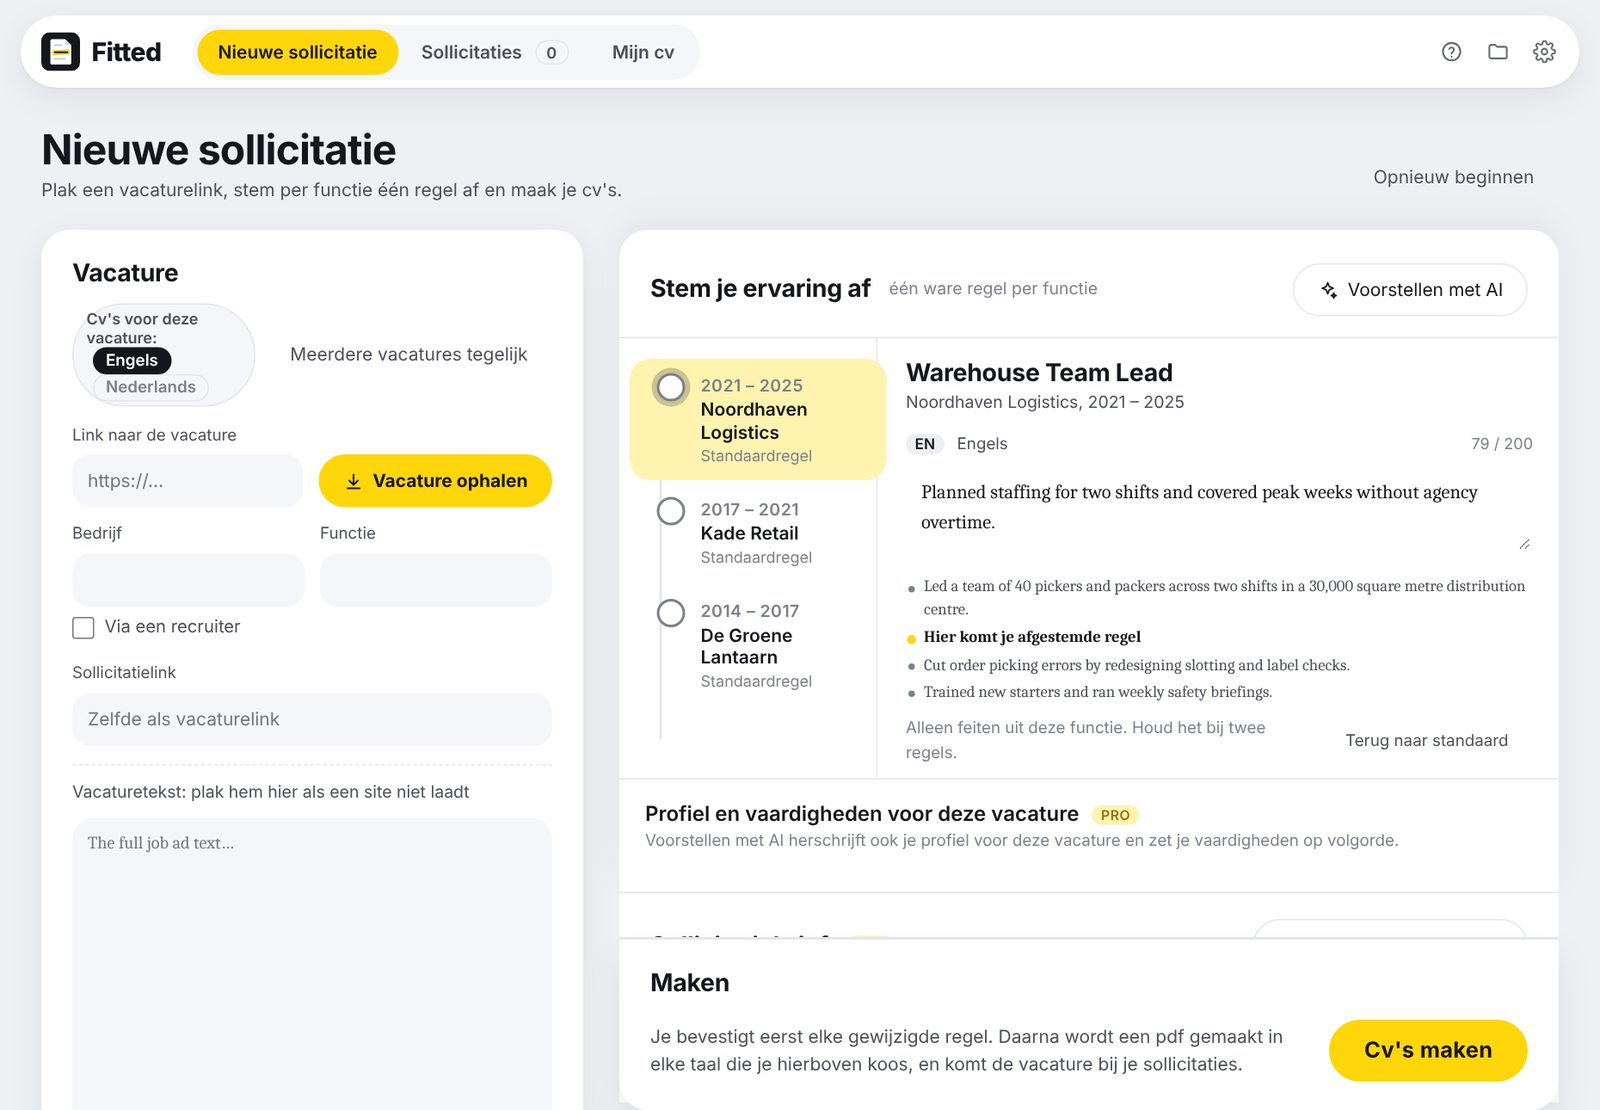 Fitted
Nieuwe sollicitatie
Sollicitaties 0
Mijn cv
Nieuwe sollicitatie
Plak een vacaturelink, stem per functie één regel af en maak je cv's.
Opnieuw beginnen
Vacature
Cv's voor deze
vacature:
Engels
Nederlands
Meerdere vacatures tegelijk
Link naar de vacature
https://...
Vacature ophalen
Bedrijf
Functie
Via een recruiter
Sollicitatielink
Zelfde als vacaturelink
Vacaturetekst: plak hem hier als een site niet laadt
The full job ad text...
Stem je ervaring af
één ware regel per functie
Voorstellen met AI
2021 – 2025
Noordhaven
Logistics
Standaardregel
2017 – 2021
Kade Retail
Standaardregel
2014 – 2017
De Groene
Lantaarn
Standaardregel
Warehouse Team Lead
Noordhaven Logistics, 2021 – 2025
EN Engels
79 / 200
Planned staffing for two shifts and covered peak weeks without agency
overtime.
Led a team of 40 pickers and packers across two shifts in a 30,000 square metre distribution
centre.
Hier komt je afgestemde regel
Cut order picking errors by redesigning slotting and label checks.
Trained new starters and ran weekly safety briefings.
Alleen feiten uit deze functie. Houd het bij twee
regels.
Terug naar standaard
Profiel en vaardigheden voor deze vacature PRO
Voorstellen met AI herschrijft ook je profiel voor deze vacature en zet je vaardigheden op volgorde.
Maken
Je bevestigt eerst elke gewijzigde regel. Daarna wordt een pdf gemaakt in
elke taal die je hierboven koos, en komt de vacature bij je sollicitaties.
Cv's maken